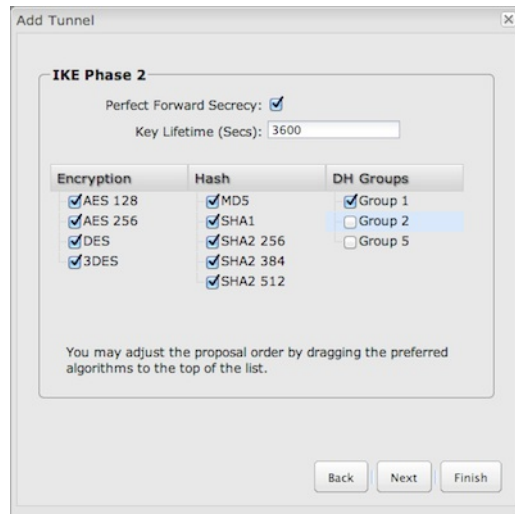 Add Tunnel
IKE Phase 2
Perfect Forward Secrecy:
Key Lifetime (Secs): 3600
Encryption Hash DH Groups
AES 128 MD5 Group 1
AES 256 SHA1 Group 2
DES SHA2 256 Group 5
3DES SHA2 384
SHA2 512
You may adjust the proposal order by dragging the preferred
algorithms to the top of the list.
Back Next Finish